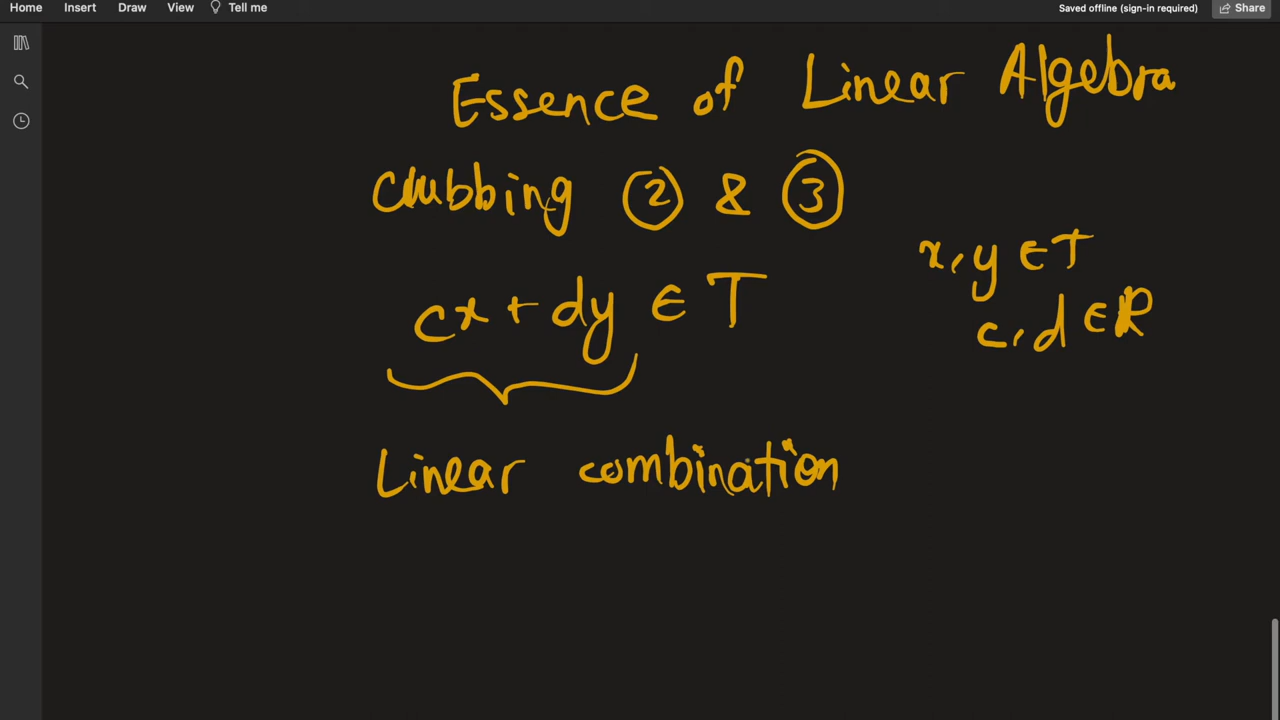 Home Insert Draw View Tell me Saved offline (sign-in required) Share
Essence of Linear Algebra
Clubbing ② & ③
x, y ∈ T
cx + dy ∈ T
c, d ∈ ℝ
Linear combination